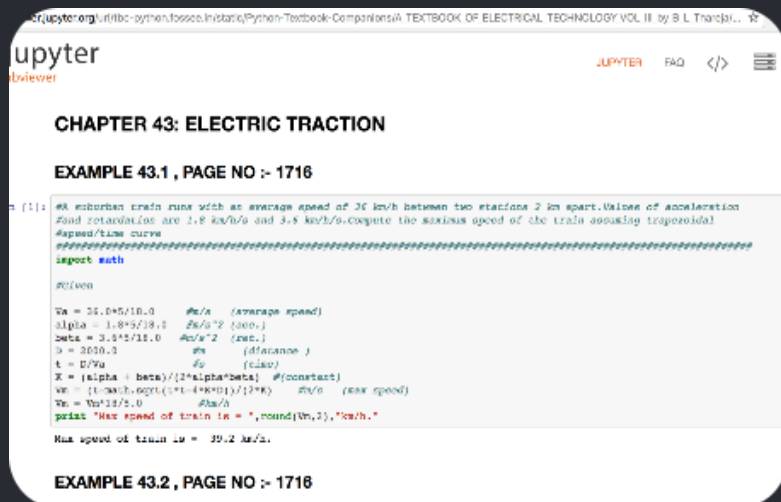 er.jupyter.org/url/tbc-python.fossee.in/static/Python-Textbook-Companions/A TEXTBOOK OF ELECTRICAL TECHNOLOGY VOL III by B L Thareja/...
jupyter
nbviewer
JUPYTER FAQ </>
CHAPTER 43: ELECTRIC TRACTION
EXAMPLE 43.1 , PAGE NO :- 1716
n [1]: #A suburban train runs with an average speed of 36 km/h between two stations 2 km apart.Values of acceleration
#and retardation are 1.8 km/h/s and 3.6 km/h/s.Compute the maximum speed of the train assuming trapezoidal
#speed/time curve
import math
#Given
Va = 36.0*5/18.0 #m/s (average speed)
alpha = 1.8*5/18.0 #m/s^2 (acc.)
beta = 3.6*5/18.0 #m/s^2 (ret.)
D = 2000.0 #m (distance )
t = D/Va #s (time)
K = (alpha + beta)/(2*alpha*beta) #(constant)
Vm = (t-math.sqrt(t*t-4*K*D))/(2*K) #m/s (max speed)
Vm = Vm*18/5.0 #km/h
print "Max speed of train is = ",round(Vm,2),"km/h."
Max speed of train is = 39.2 km/h.
EXAMPLE 43.2 , PAGE NO :- 1716